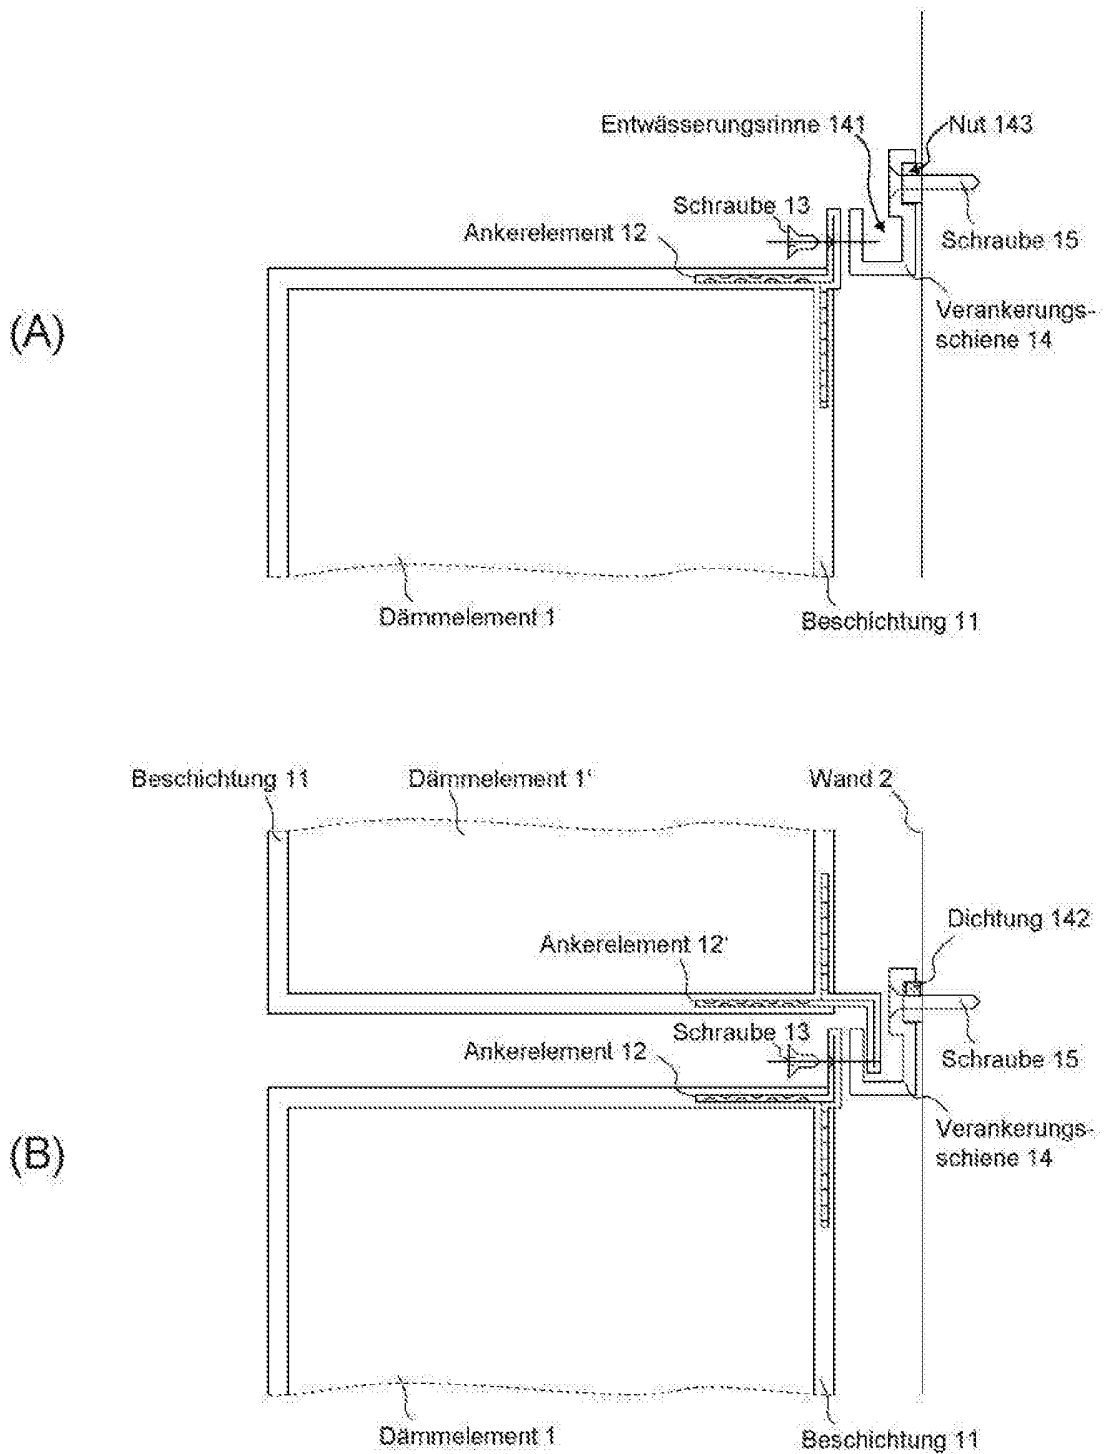 Entwässerungsrinne 141
Nut 143
Schraube 13
Ankerelement 12
Schraube 15
(A)
Verankerungs-
schiene 14
Dämmelement 1
Beschichtung 11
Beschichtung 11
Dämmelement 1'
Wand 2
Dichtung 142
Ankerelement 12'
Schraube 13
Ankerelement 12
Schraube 15
(B)
Verankerungs-
schiene 14
Dämmelement 1
Beschichtung 11